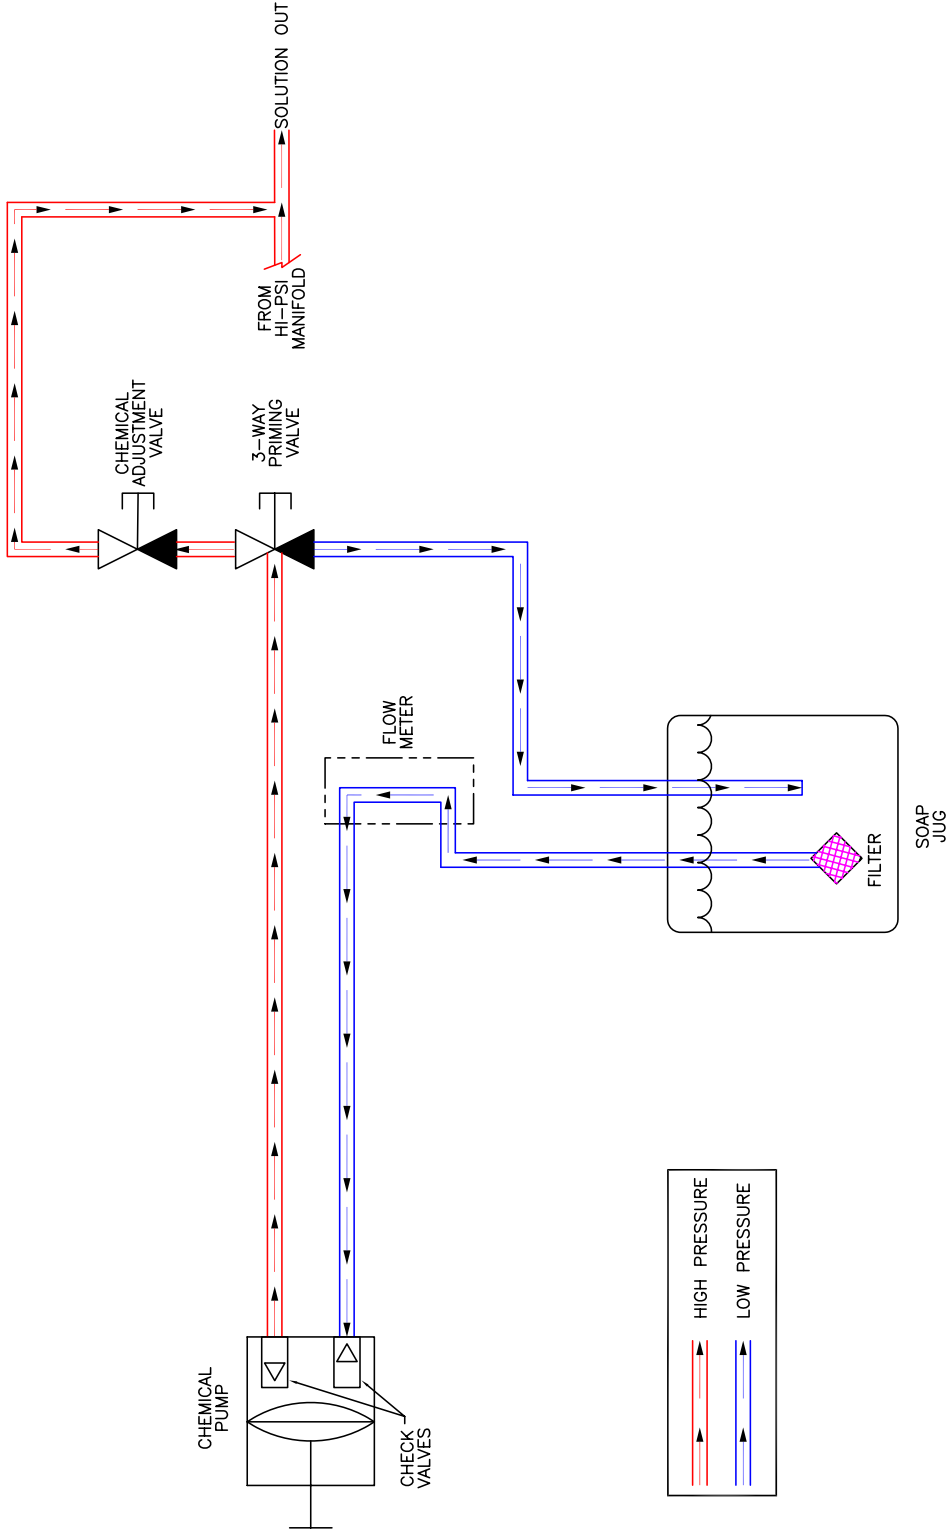 CHEMICAL
PUMP
CHECK
VALVES
FLOW
METER
3-WAY
PRIMING
VALVE
CHEMICAL
ADJUSTMENT
VALVE
FROM
HI-PSI
MANIFOLD
SOLUTION OUT
FILTER
SOAP
JUG
HIGH PRESSURE
LOW PRESSURE